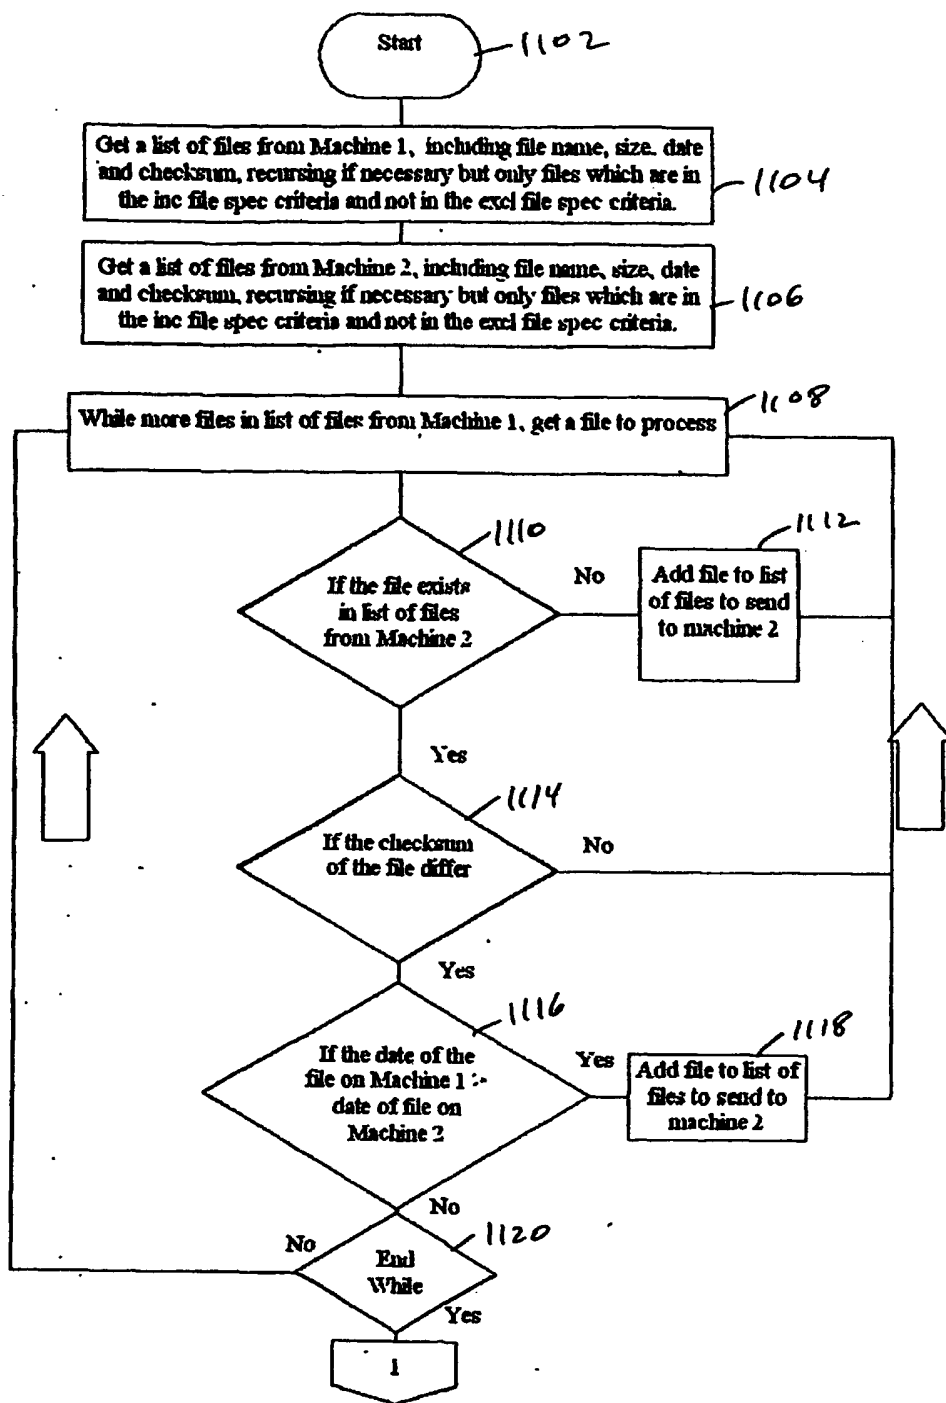 Start
1102
Get a list of files from Machine 1, including file name, size, date
and checksum, recursing if necessary but only files which are in
the inc file spec criteria and not in the excl file spec criteria.
1104
Get a list of files from Machine 2, including file name, size, date
and checksum, recursing if necessary but only files which are in
the inc file spec criteria and not in the excl file spec criteria.
1106
1108
While more files in list of files from Machine 1, get a file to process
1110
If the file exists
in list of files
from Machine 2
No
1112
Add file to list
of files to send
to machine 2
Yes
1114
If the checksum
of the file differ
No
Yes
1116
If the date of the
file on Machine 1 >
date of file on
Machine 2
Yes
1118
Add file to list of
files to send to
machine 2
No
1120
No
End
While
Yes
1